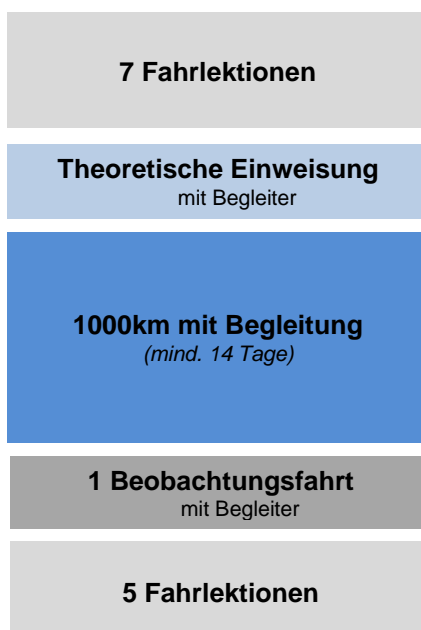 7 Fahrlektionen
Theoretische Einweisung
mit Begleiter
1000km mit Begleitung
(mind. 14 Tage)
1 Beobachtungsfahrt
mit Begleiter
5 Fahrlektionen